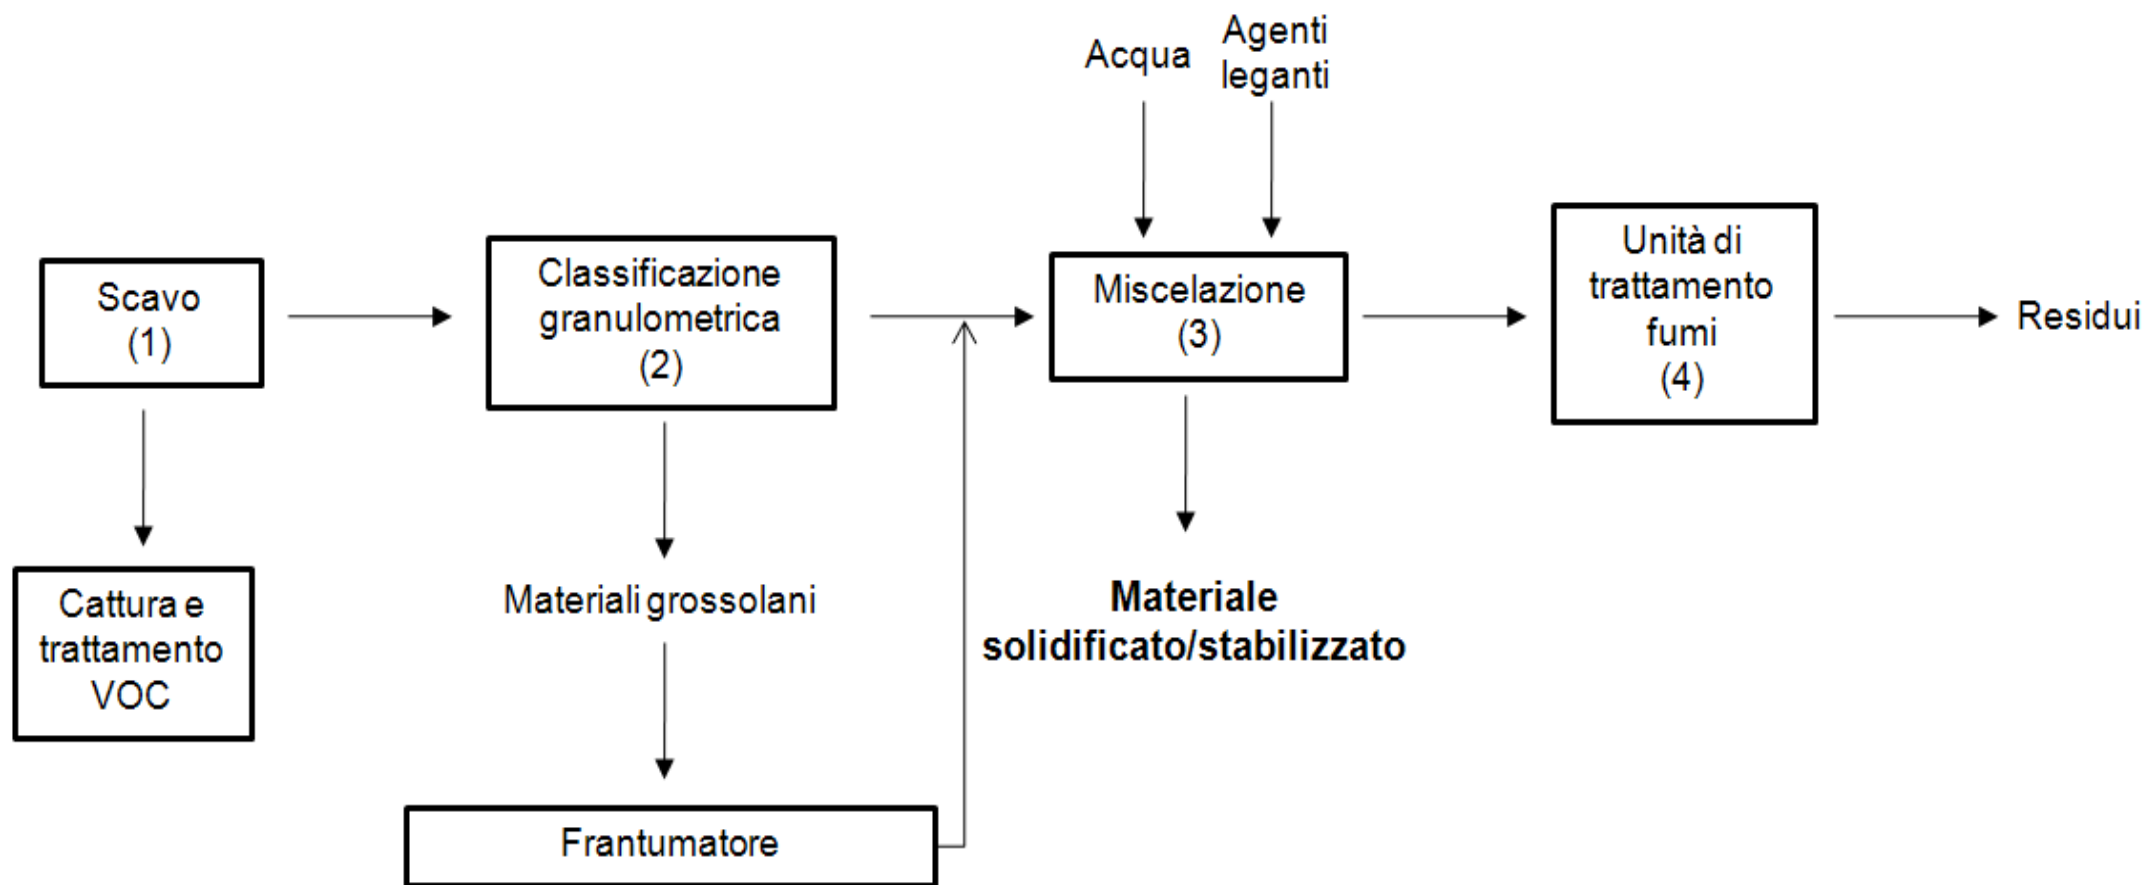 Acqua
Agenti
leganti
Scavo
(1)
Classificazione
granulometrica
(2)
Miscelazione
(3)
Unità di
trattamento
fumi
(4)
Residui
Cattura e
trattamento
VOC
Materiali grossolani
Materiale
solidificato/stabilizzato
Frantumatore